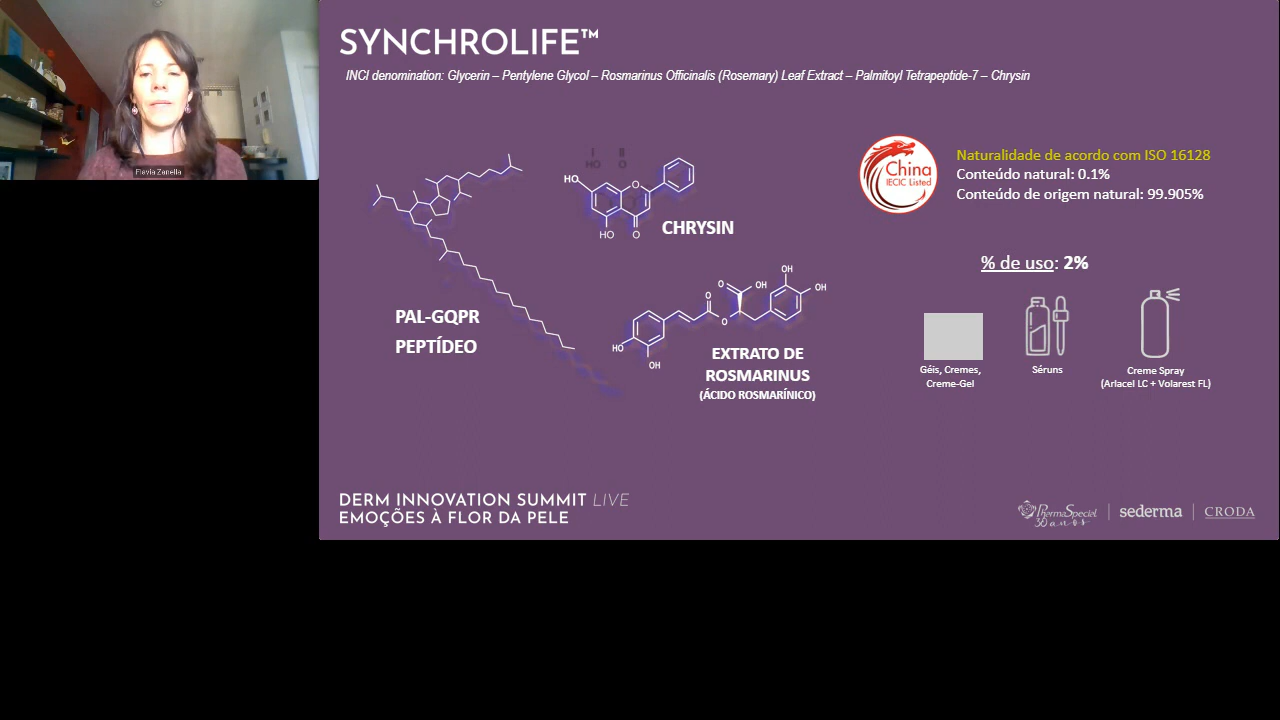 Flavia Zanella
SYNCHROLIFE™
INCI denomination: Glycerin – Pentylene Glycol – Rosmarinus Officinalis (Rosemary) Leaf Extract – Palmitoyl Tetrapeptide-7 – Chrysin
HO
O
HO
O
HO
O
CHRYSIN
PAL-GQPR
PEPTÍDEO
OH
O
OH
OH
O
O
HO
OH
EXTRATO DE
ROSMARINUS
(ÁCIDO ROSMARÍNICO)
China
IECIC Listed
Naturalidade de acordo com ISO 16128
Conteúdo natural: 0.1%
Conteúdo de origem natural: 99.905%
% de uso: 2%
Géis, Cremes,
Creme-Gel
Séruns
Creme Spray
(Arlacel LC + Volarest FL)
DERM INNOVATION SUMMIT LIVE
EMOÇÕES À FLOR DA PELE
PharmaSpecial
30 anos
sederma
CRODA